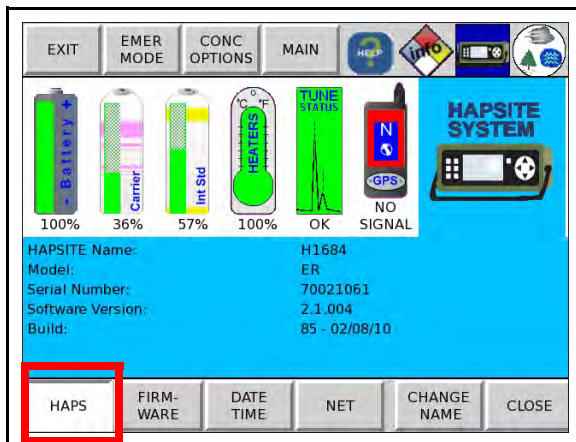 EXIT
EMER
MODE
CONC
OPTIONS
MAIN
HELP
info
- Battery +
Carrier
Int Std
°C °F
HEATERS
TUNE
STATUS
N
GPS
HAPSITE
SYSTEM
100%
36%
57%
100%
OK
NO
SIGNAL
HAPSITE Name: H1684
Model: ER
Serial Number: 70021061
Software Version: 2.1.004
Build: 85 - 02/08/10
HAPS
FIRM-
WARE
DATE
TIME
NET
CHANGE
NAME
CLOSE